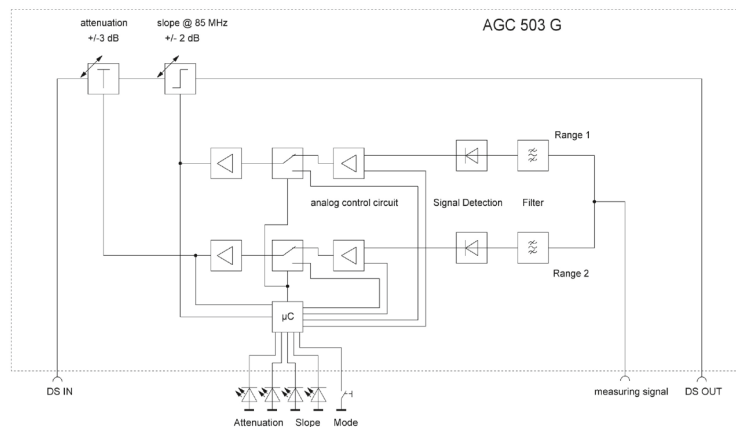 AGC 503 G
attenuation
+/-3 dB
slope @ 85 MHz
+/- 2 dB
Range 1
analog control circuit
Signal Detection
Filter
Range 2
µC
DS IN
measuring signal
DS OUT
Attenuation
Slope
Mode